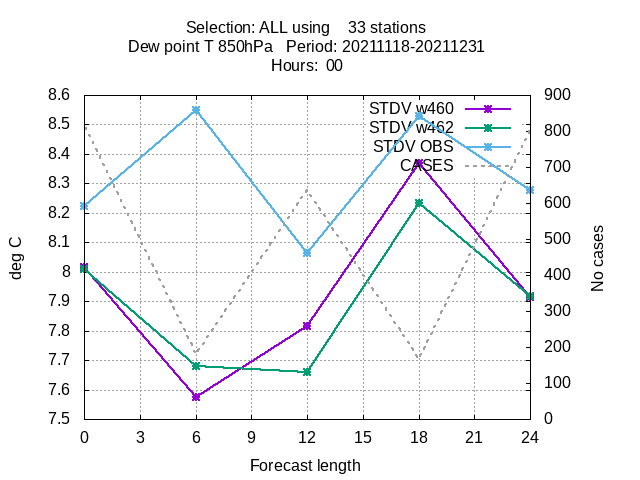 Selection: ALL using 33 stations
Dew point T 850hPa Period: 20211118-20211231
Hours: 00
STDV w460
STDV w462
STDV OBS
CASES
8.6
8.5
8.4
8.3
8.2
8.1
8
7.9
7.8
7.7
7.6
7.5
900
800
700
600
500
400
300
200
100
0
deg C
No cases
0 3 6 9 12 15 18 21 24
Forecast length